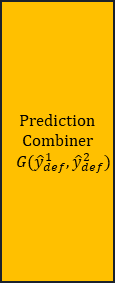 Prediction
Combiner
G(ŷ¹def, ŷ²def)